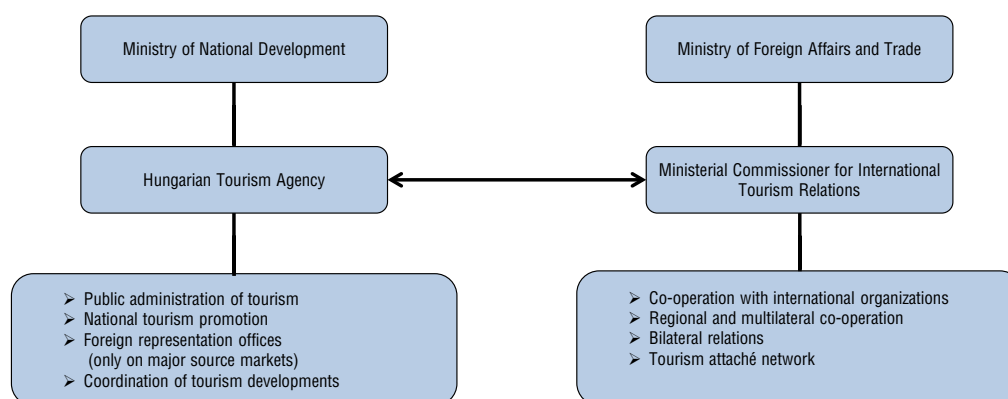 Ministry of National Development
Ministry of Foreign Affairs and Trade
Hungarian Tourism Agency
Ministerial Commissioner for International
Tourism Relations
➢ Public administration of tourism
➢ National tourism promotion
➢ Foreign representation offices
(only on major source markets)
➢ Coordination of tourism developments
➢ Co-operation with international organizations
➢ Regional and multilateral co-operation
➢ Bilateral relations
➢ Tourism attaché network